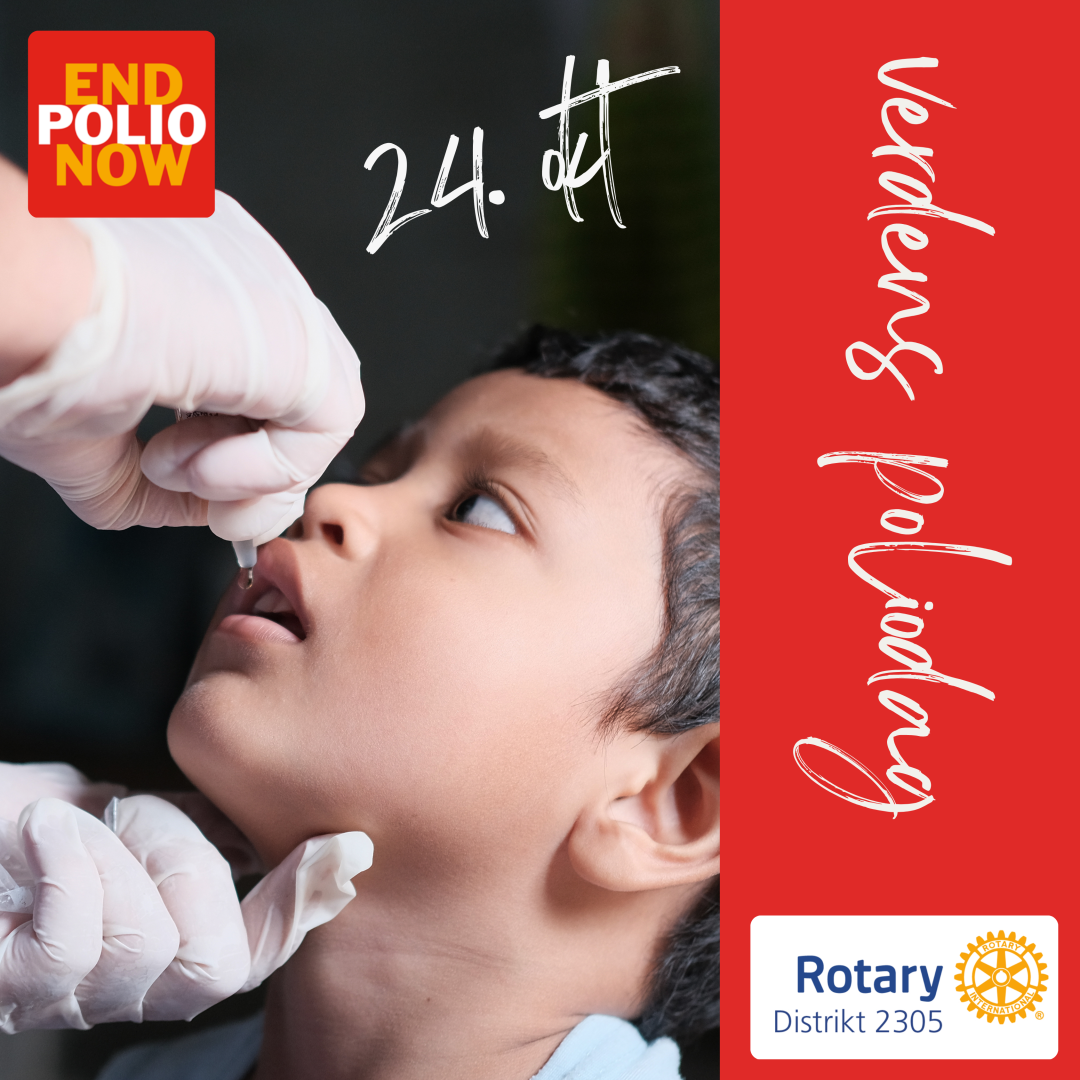 END
POLIO
NOW
24. okt
Verdens poliodag
Rotary
Distrikt 2305
ROTARY
INTERNATIONAL
®